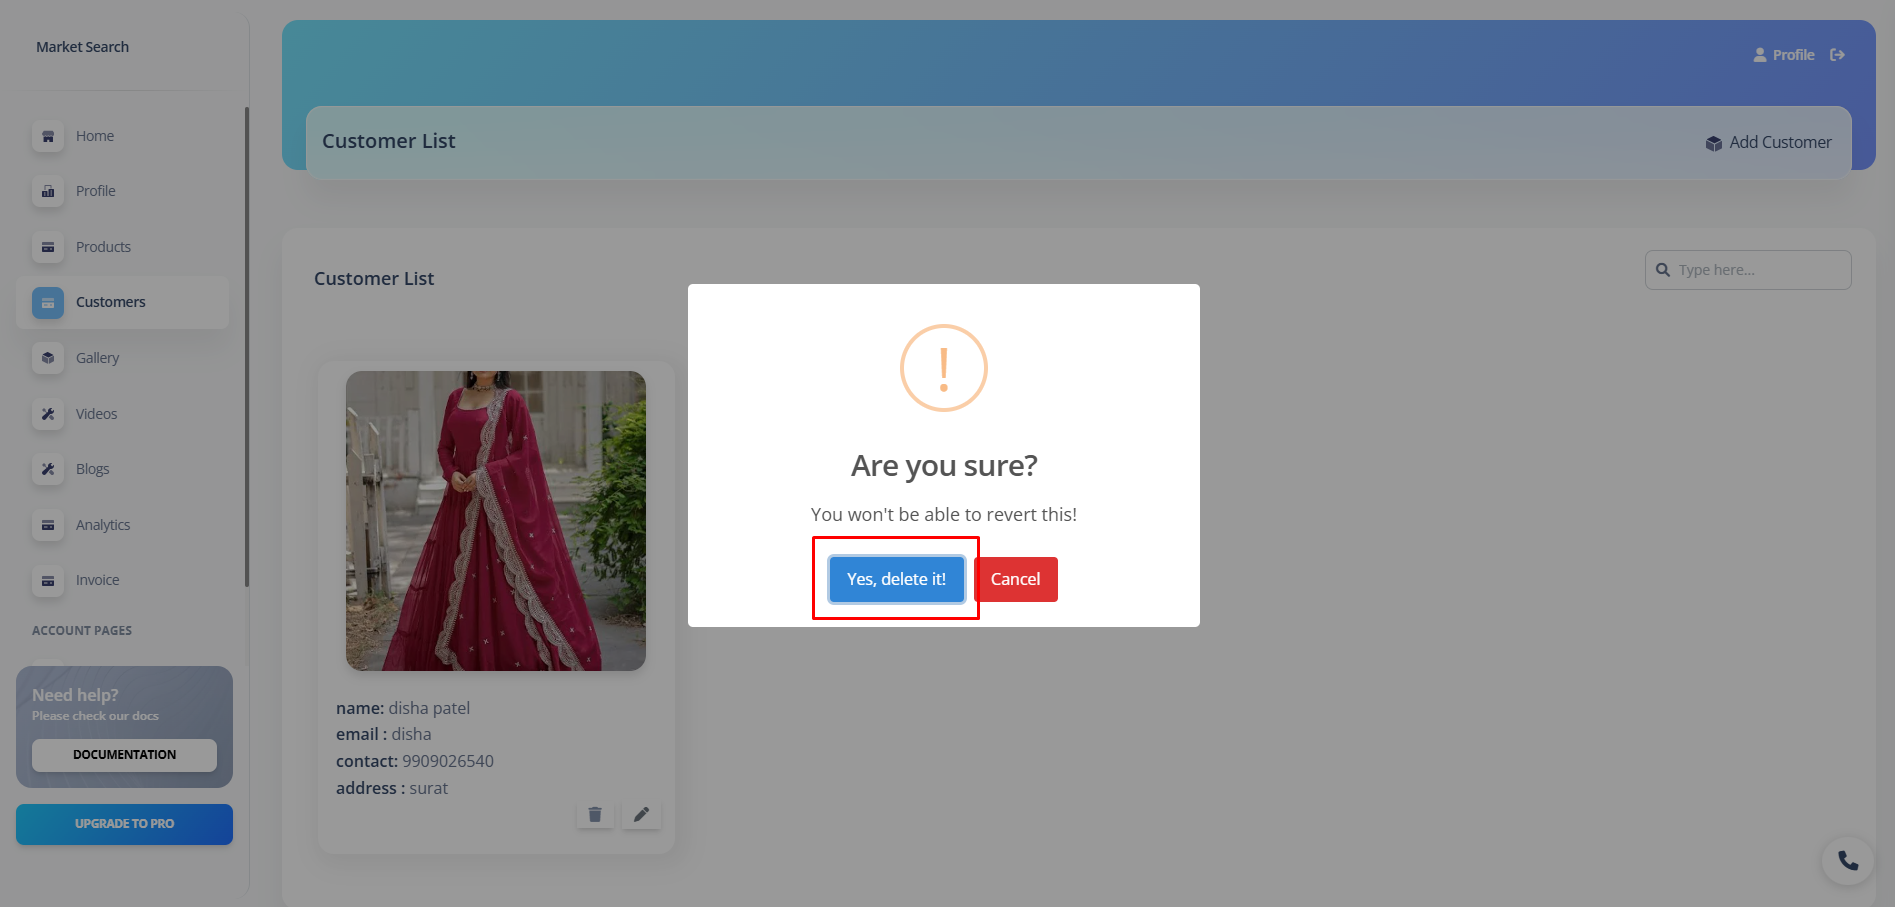 Market Search
Home
Profile
Products
Customers
Gallery
Videos
Blogs
Analytics
Invoice
ACCOUNT PAGES
Need help?
Please check our docs
DOCUMENTATION
UPGRADE TO PRO
Profile
Customer List
Add Customer
Customer List
Type here...
name: disha patel
email : disha
contact: 9909026540
address : surat
!
Are you sure?
You won't be able to revert this!
Yes, delete it!
Cancel